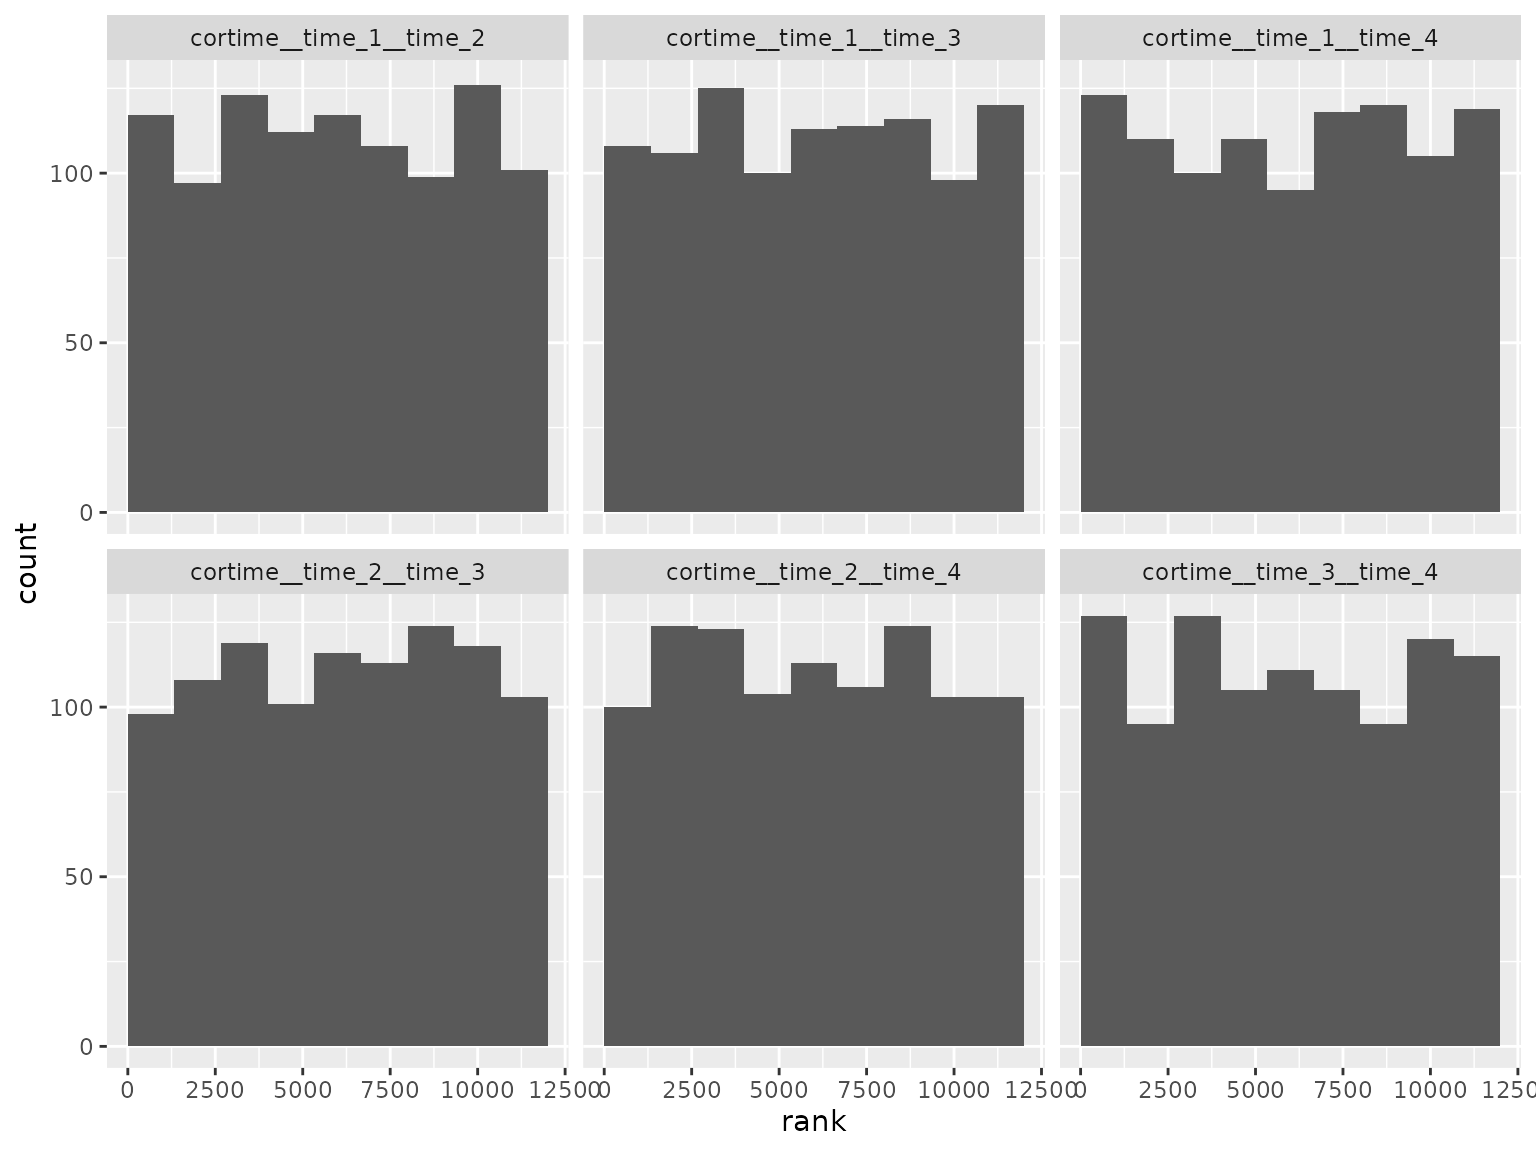 cortime__time_1__time_2
cortime__time_1__time_3
cortime__time_1__time_4
100
50
0
cortime__time_2__time_3
cortime__time_2__time_4
cortime__time_3__time_4
100
50
0
count
0 2500 5000 7500 10000 12500
0 2500 5000 7500 10000 12500
0 2500 5000 7500 10000 1250
rank